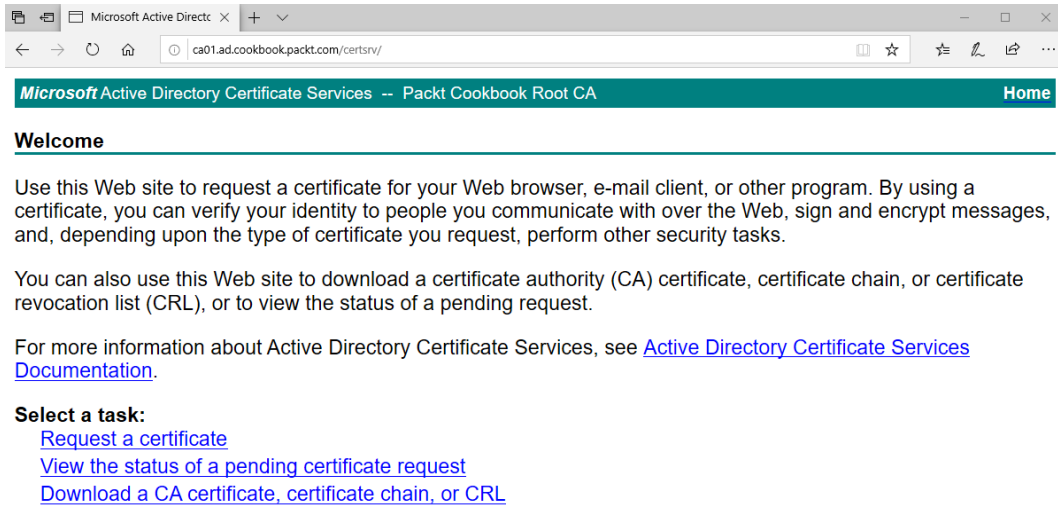 Microsoft Active Directc
ca01.ad.cookbook.packt.com/certsrv/
Microsoft Active Directory Certificate Services -- Packt Cookbook Root CA Home
Welcome
Use this Web site to request a certificate for your Web browser, e-mail client, or other program. By using a
certificate, you can verify your identity to people you communicate with over the Web, sign and encrypt messages,
and, depending upon the type of certificate you request, perform other security tasks.
You can also use this Web site to download a certificate authority (CA) certificate, certificate chain, or certificate
revocation list (CRL), or to view the status of a pending request.
For more information about Active Directory Certificate Services, see Active Directory Certificate Services
Documentation.
Select a task:
Request a certificate
View the status of a pending certificate request
Download a CA certificate, certificate chain, or CRL